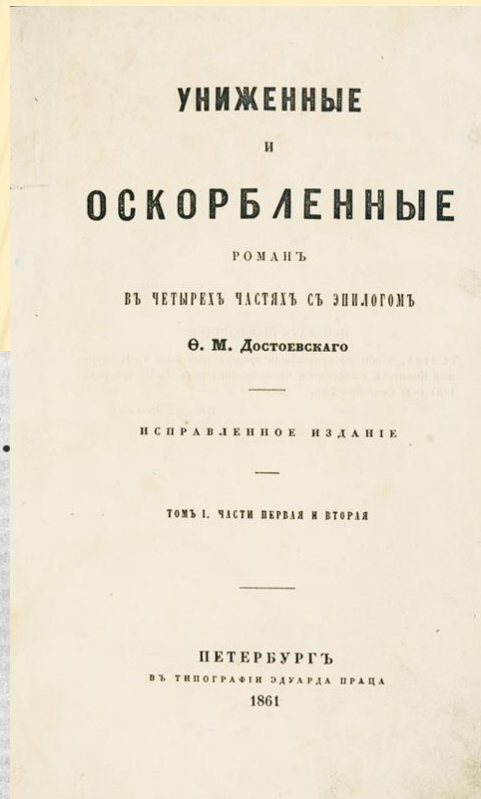 УНИЖЕННЫЕ
И
ОСКОРБЛЕННЫЕ
РОМАНЪ
ВЪ ЧЕТЫРЕХЪ ЧАСТЯХЪ СЪ ЭПИЛОГОМЪ
Ѳ. М. Достоевскаго
ИСПРАВЛЕННОЕ ИЗДАНІЕ
ТОМЪ I. ЧАСТИ ПЕРВАЯ И ВТОРАЯ
ПЕТЕРБУРГЪ
ВЪ ТИПОГРАФІИ ЭДУАРДА ПРАЦА
1861